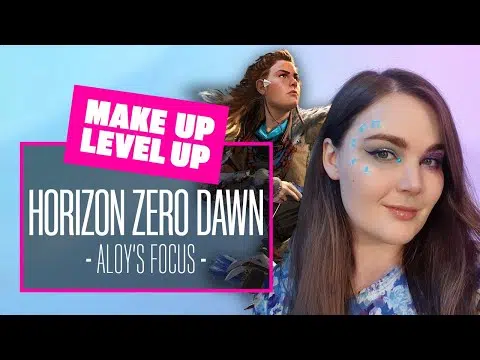 MAKE UP
LEVEL UP
HORIZON ZERO DAWN
- ALOY'S FOCUS -